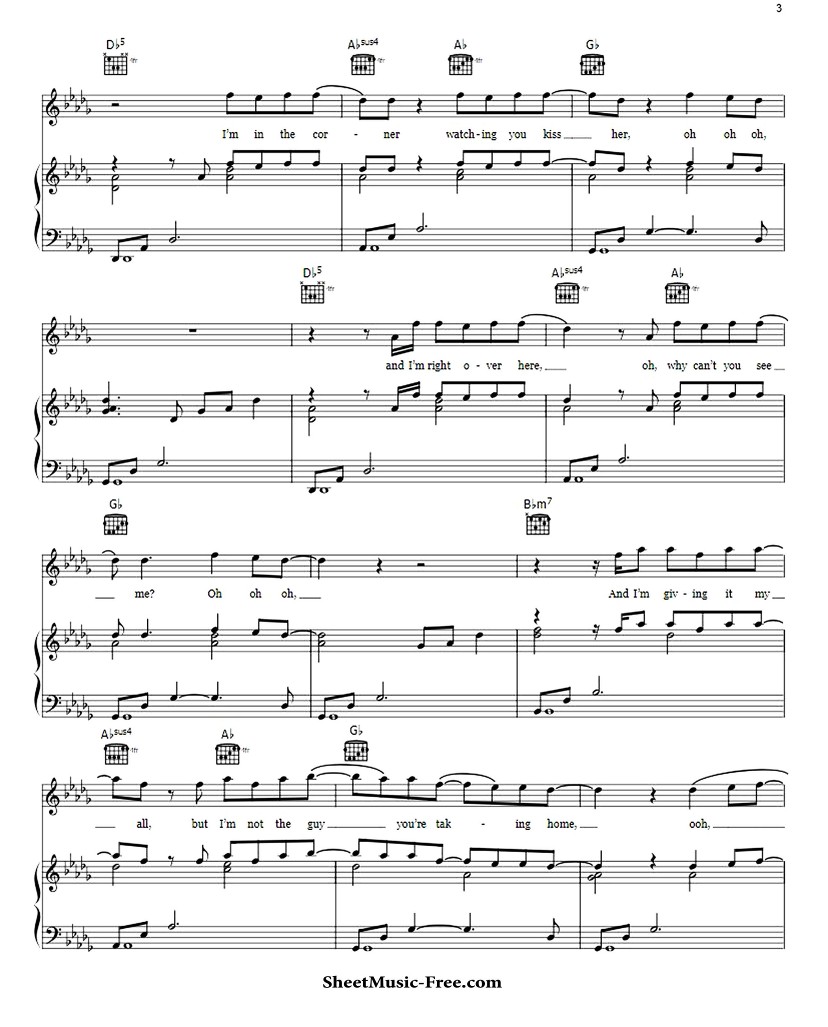 3
D♭5 A♭sus4 A♭ G♭
I'm in the cor - ner watch - ing you kiss her, oh oh oh,
D♭5 A♭sus4 A♭
and I'm right o - ver here, oh, why can't you see
G♭ B♭m7
me? Oh oh oh, And I'm giv - ing it my
A♭sus4 A♭ G♭
all, but I'm not the guy you're tak - ing home, ooh,
SheetMusic-Free.com